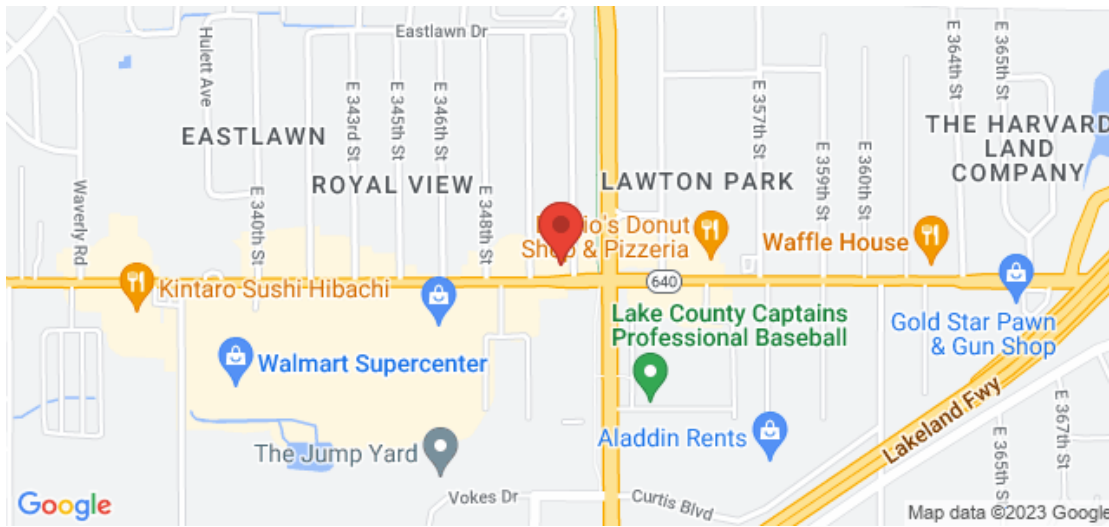 Eastlawn Dr
Hulett Ave
E 364th St
E 365th St
E 343rd St
E 345th St
E 346th St
E 357th St
EASTLAWN
THE HARVARD
LAND
COMPANY
ROYAL VIEW
LAWTON PARK
Waverly Rd
E 340th St
E 348th St
E 359th St
E 360th St
Donut
& Pizzeria
Waffle House
Kintaro Sushi Hibachi
640
Lake County Captains
Professional Baseball
Gold Star Pawn
& Gun Shop
Walmart Supercenter
Lakeland Fwy
The Jump Yard
Aladdin Rents
E 365th St
E 367th St
Vokes Dr
Curtis Blvd
Google
Map data ©2023 Google